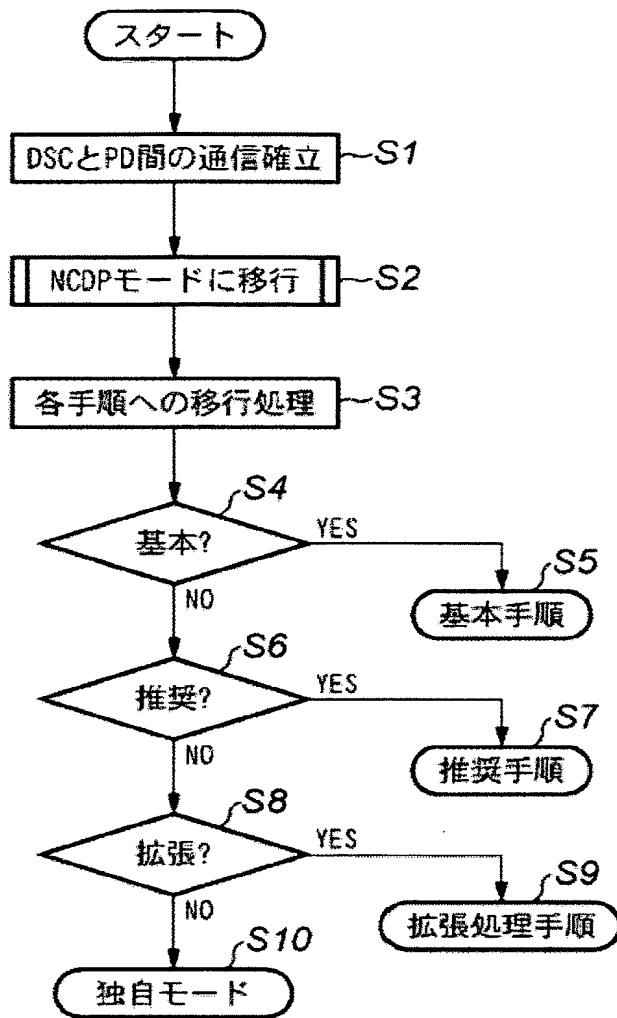 スタート
DSCとPD間の通信確立 S1
NCDPモードに移行 S2
各手順への移行処理 S3
S4
基本? YES
NO
S5
基本手順
S6
推奨? YES
NO
S7
推奨手順
S8
拡張? YES
NO
S9
拡張処理手順
S10
独自モード